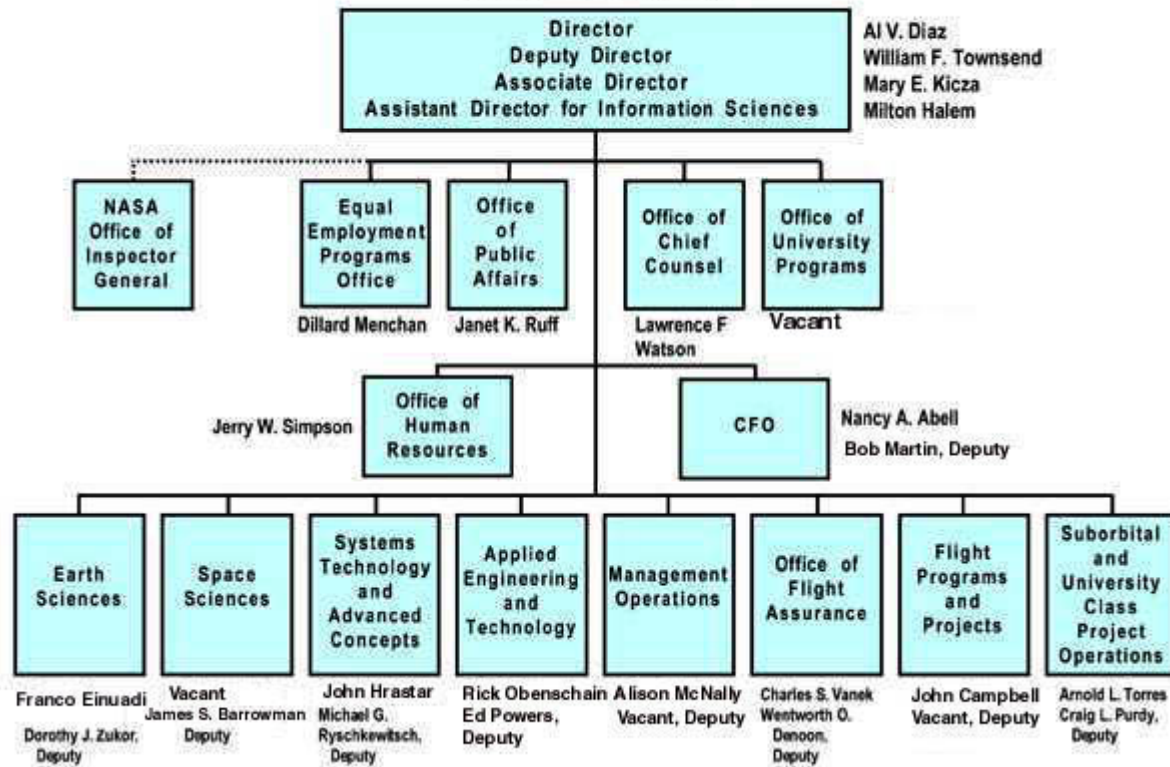 Director
Deputy Director
Associate Director
Assistant Director for Information Sciences
Al V. Diaz
William F. Townsend
Mary E. Kicza
Milton Halem
NASA
Office of
Inspector
General
Equal
Employment
Programs
Office
Dillard Menchan
Office
of
Public
Affairs
Janet K. Ruff
Office of
Chief
Counsel
Lawrence F
Watson
Office of
University
Programs
Vacant
Jerry W. Simpson
Office of
Human
Resources
CFO
Nancy A. Abell
Bob Martin, Deputy
Earth
Sciences
Franco Einuadi
Dorothy J. Zukor,
Deputy
Space
Sciences
Vacant
James S. Barrowman
Deputy
Systems
Technology
and
Advanced
Concepts
John Hrastar
Michael G.
Ryschkewitsch,
Deputy
Applied
Engineering
and
Technology
Rick Obenschain
Ed Powers,
Deputy
Management
Operations
Alison McNally
Vacant, Deputy
Office of
Flight
Assurance
Charles S. Vanek
Wentworth O.
Denoon,
Deputy
Flight
Programs
and
Projects
John Campbell
Vacant, Deputy
Suborbital
and
University
Class
Project
Operations
Arnold L. Torres
Craig L. Purdy,
Deputy